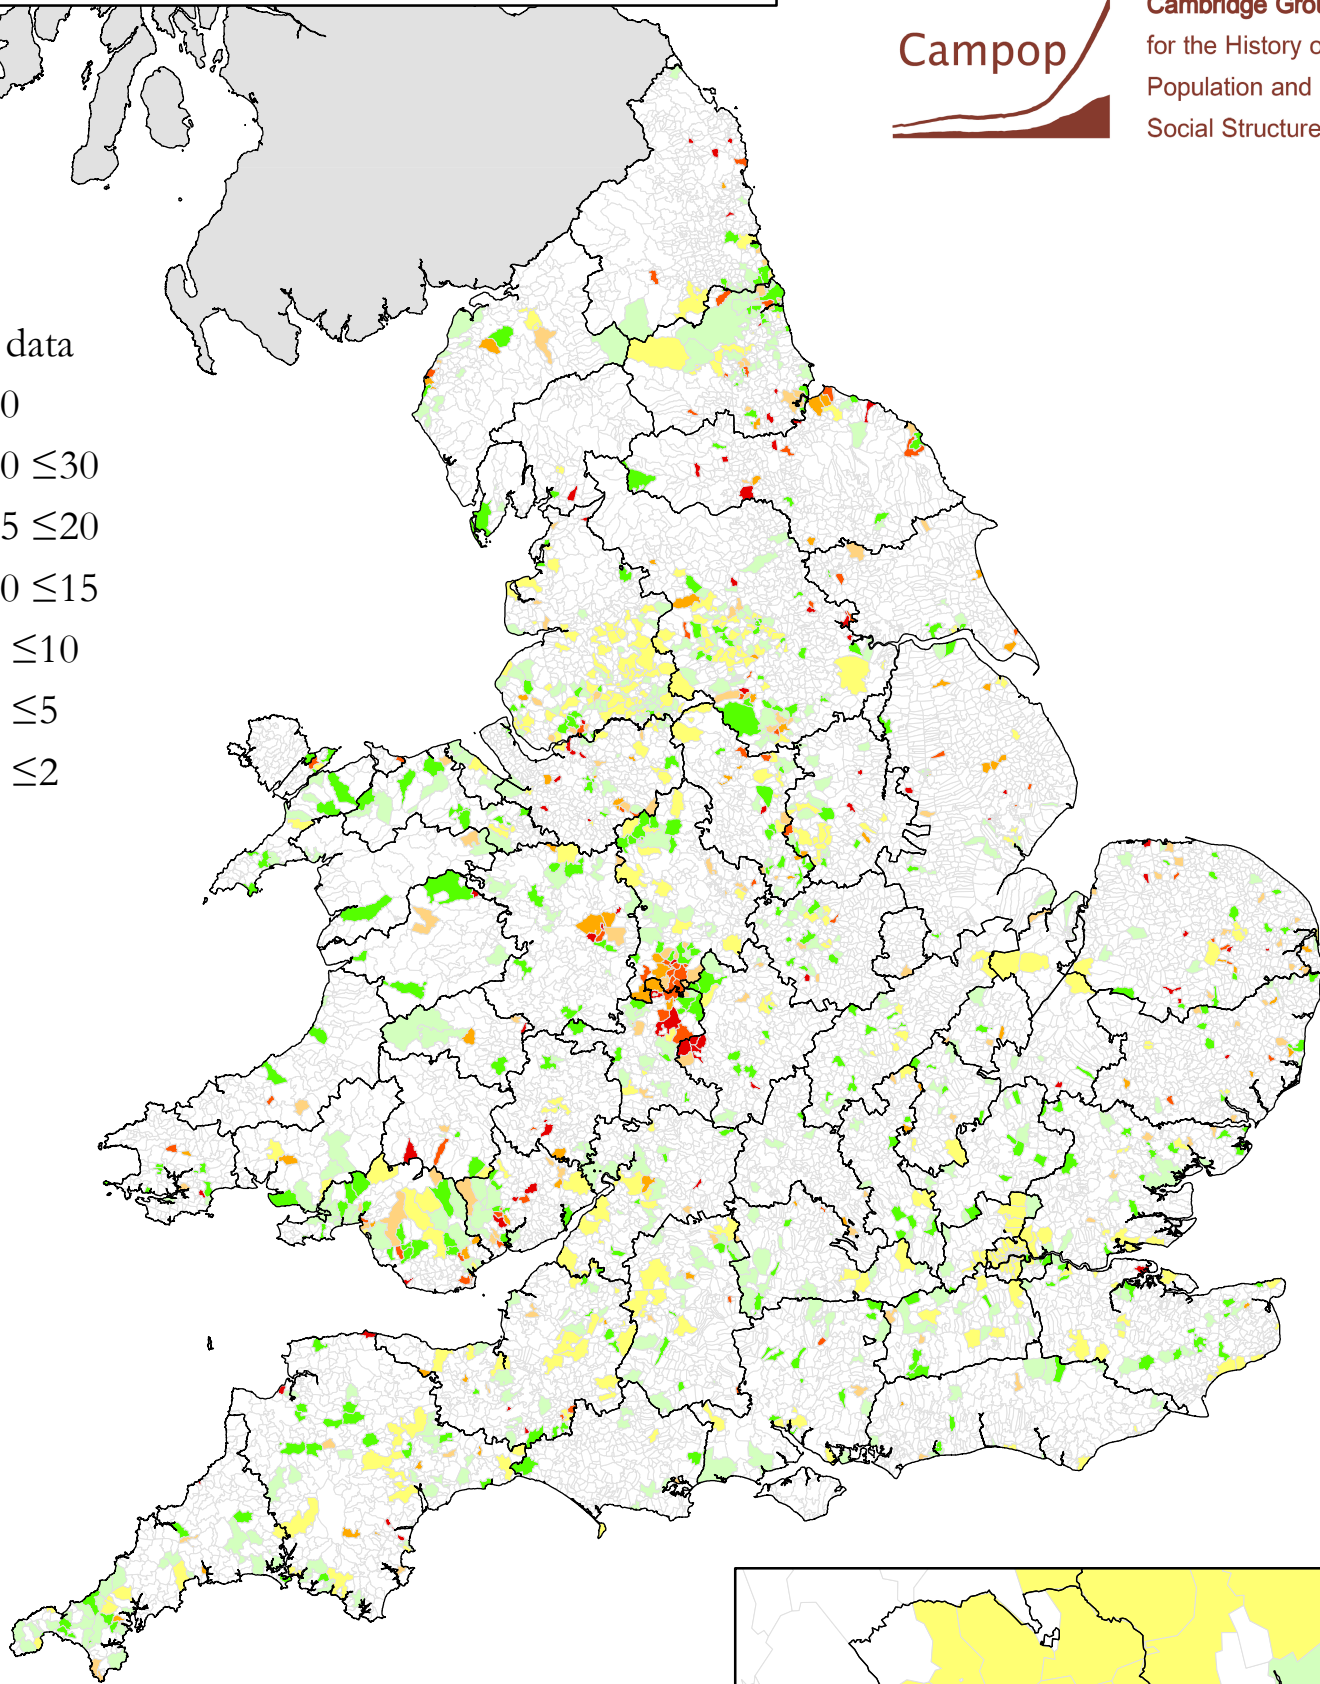 Campop
Cambridge Grou
for the History o
Population and
Social Structure
data
0
0 ≤30
5 ≤20
0 ≤15
≤10
≤5
≤2